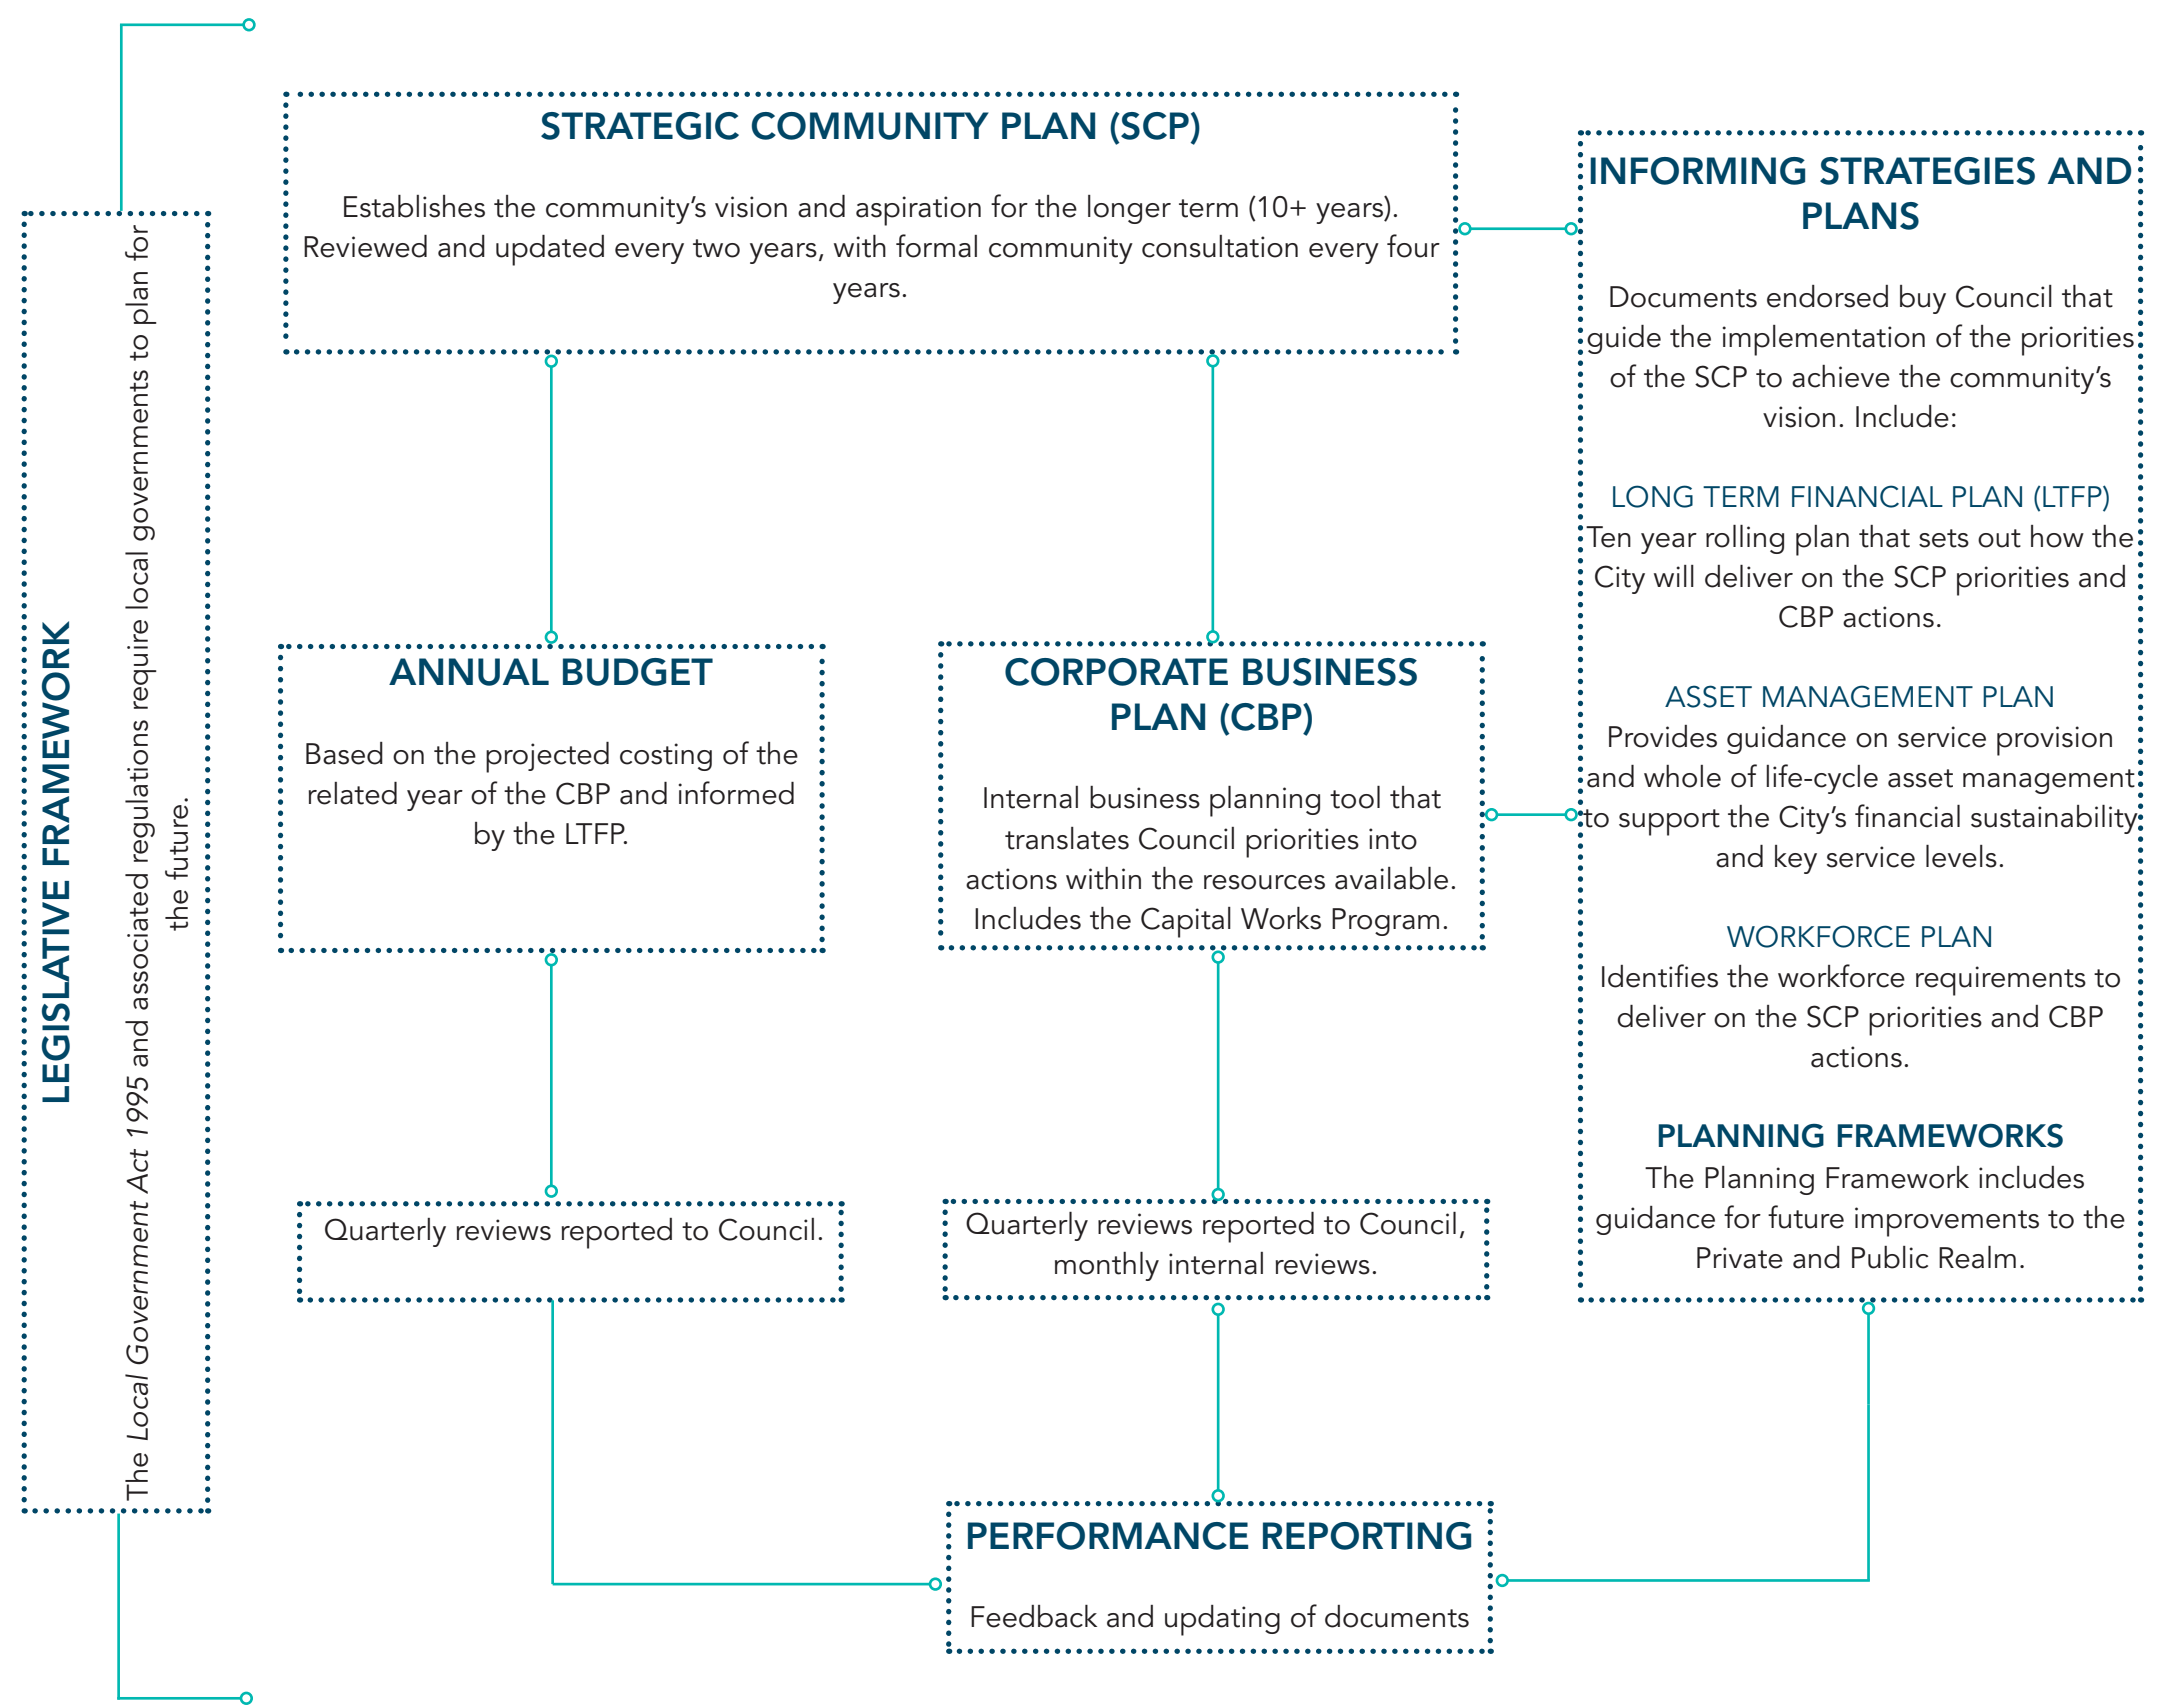 LEGISLATIVE FRAMEWORK
The Local Government Act 1995 and associated regulations require local governments to plan for
the future.
STRATEGIC COMMUNITY PLAN (SCP)
Establishes the community’s vision and aspiration for the longer term (10+ years).
Reviewed and updated every two years, with formal community consultation every four
years.
ANNUAL BUDGET
Based on the projected costing of the
related year of the CBP and informed
by the LTFP.
CORPORATE BUSINESS
PLAN (CBP)
Internal business planning tool that
translates Council priorities into
actions within the resources available.
Includes the Capital Works Program.
INFORMING STRATEGIES AND
PLANS
Documents endorsed buy Council that
guide the implementation of the priorities
of the SCP to achieve the community’s
vision. Include:
LONG TERM FINANCIAL PLAN (LTFP)
Ten year rolling plan that sets out how the
City will deliver on the SCP priorities and
CBP actions.
ASSET MANAGEMENT PLAN
Provides guidance on service provision
and whole of life-cycle asset management
to support the City’s financial sustainability
and key service levels.
WORKFORCE PLAN
Identifies the workforce requirements to
deliver on the SCP priorities and CBP
actions.
PLANNING FRAMEWORKS
The Planning Framework includes
guidance for future improvements to the
Private and Public Realm.
Quarterly reviews reported to Council.
Quarterly reviews reported to Council,
monthly internal reviews.
PERFORMANCE REPORTING
Feedback and updating of documents